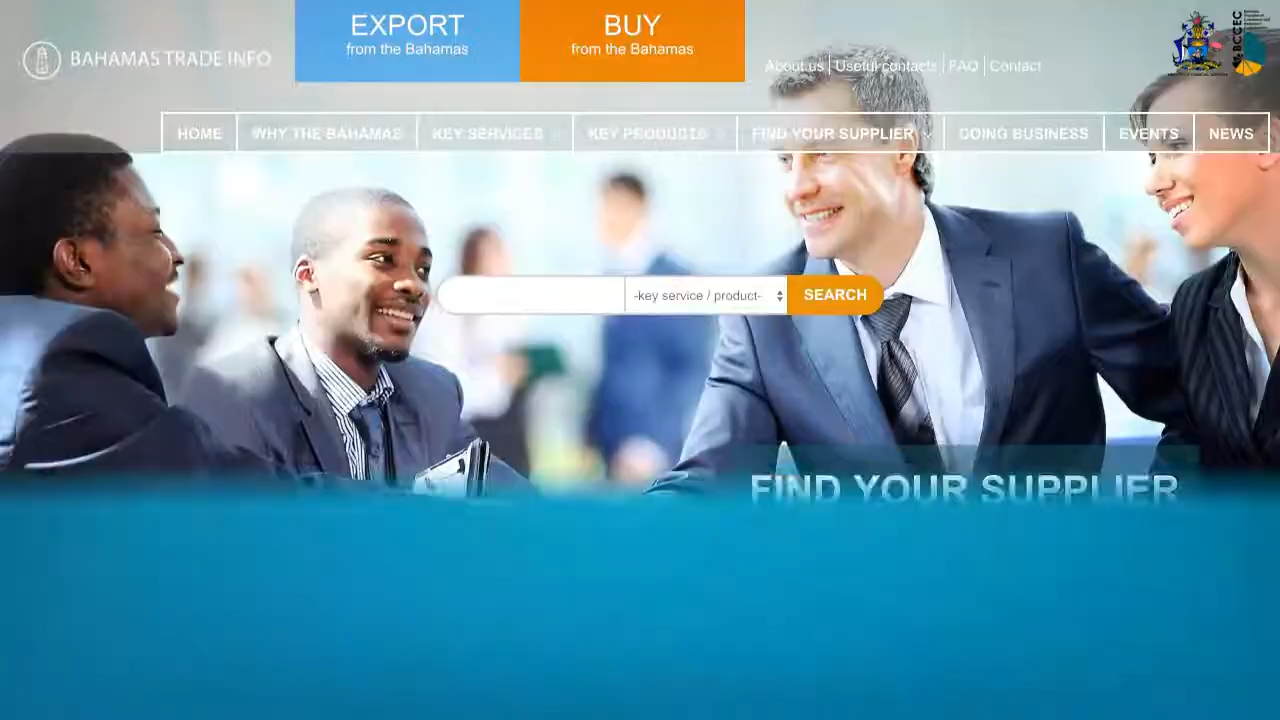 BAHAMAS TRADE INFO
EXPORT
from the Bahamas
BUY
from the Bahamas
About us
Useful contacts
FAQ
Contact
BCCEC
HOME
WHY THE BAHAMAS
KEY SERVICES
KEY PRODUCTS
FIND YOUR SUPPLIER
DOING BUSINESS
EVENTS
NEWS
-key service / product-
SEARCH
FIND YOUR SUPPLIER